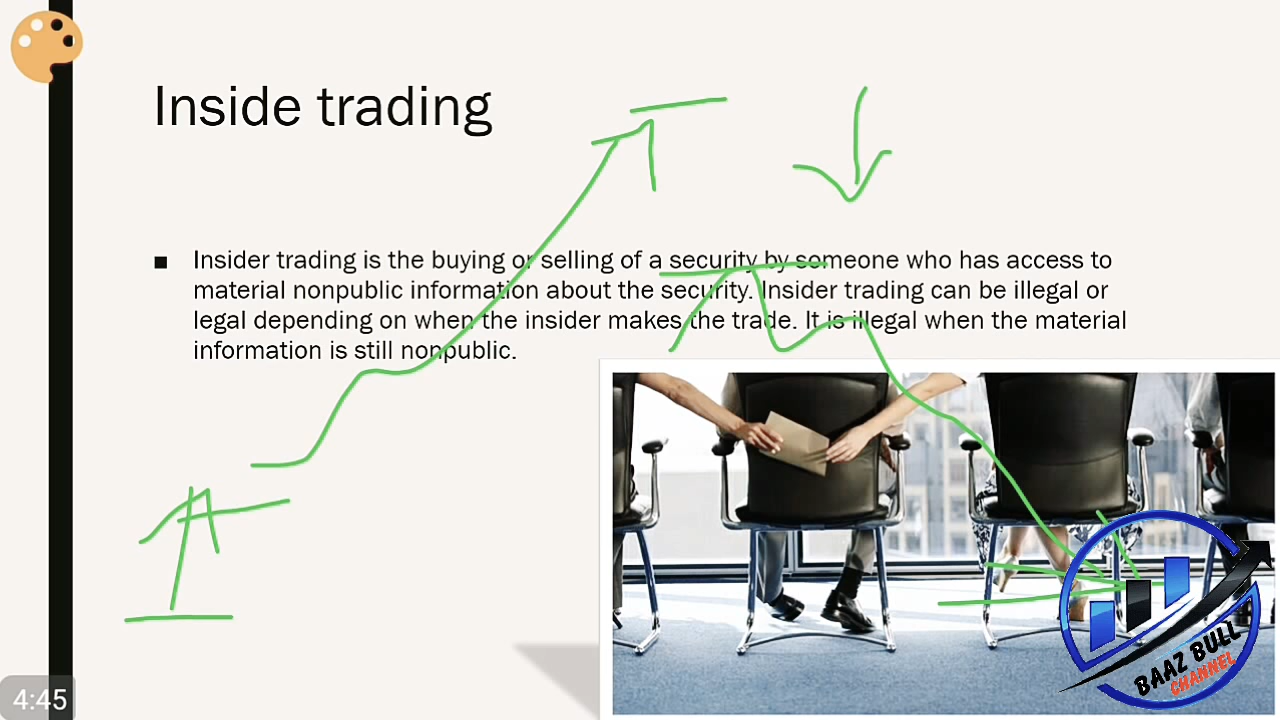 Inside trading
■ Insider trading is the buying or selling of a security by someone who has access to
material nonpublic information about the security. Insider trading can be illegal or
legal depending on when the insider makes the trade. It is illegal when the material
information is still nonpublic.
BAAZ BULL
CHANNEL
4:45